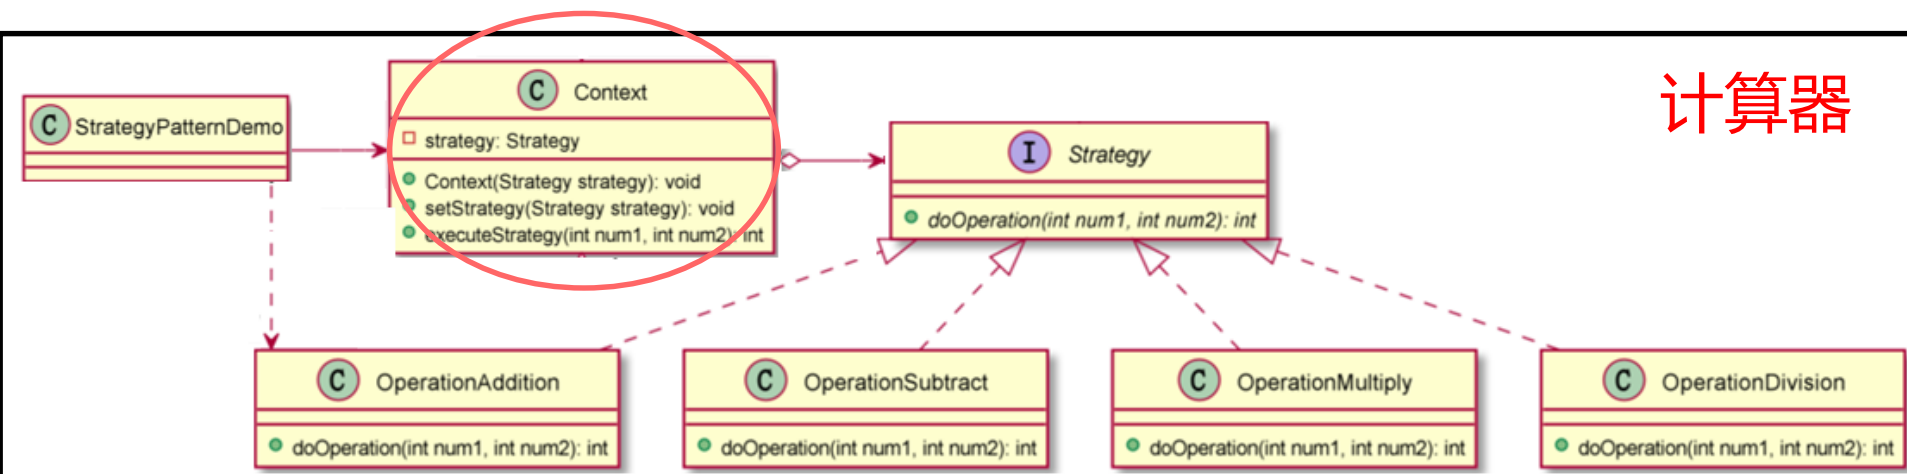 计算器
C Context
C StrategyPatternDemo
strategy: Strategy
I Strategy
Context(Strategy strategy): void
setStrategy(Strategy strategy): void
executeStrategy(int num1, int num2): int
doOperation(int num1, int num2): int
C OperationAddition
doOperation(int num1, int num2): int
C OperationSubtract
doOperation(int num1, int num2): int
C OperationMultiply
doOperation(int num1, int num2): int
C OperationDivision
doOperation(int num1, int num2): int